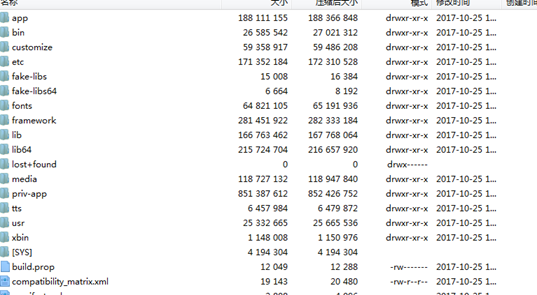 名称 大小 压缩后大小 模式 修改时间 创建时间
app 188 111 155 188 366 848 drwxr-xr-x 2017-10-25 1...
bin 26 585 542 27 021 312 drwxr-xr-x 2017-10-25 1...
customize 59 358 917 59 486 208 drwxr-xr-x 2017-10-25 1...
etc 171 352 184 172 310 528 drwxr-xr-x 2017-10-25 1...
fake-libs 15 008 16 384 drwxr-xr-x 2017-10-25 1...
fake-libs64 6 664 8 192 drwxr-xr-x 2017-10-25 1...
fonts 64 821 105 65 191 936 drwxr-xr-x 2017-10-25 1...
framework 281 451 922 282 333 184 drwxr-xr-x 2017-10-25 1...
lib 166 763 462 167 768 064 drwxr-xr-x 2017-10-25 1...
lib64 215 724 704 216 657 920 drwxr-xr-x 2017-10-25 1...
lost+found 0 0 drwx------
media 118 727 132 118 947 840 drwxr-xr-x 2017-10-25 1...
priv-app 851 387 612 852 426 752 drwxr-xr-x 2017-10-25 1...
tts 6 457 984 6 479 872 drwxr-xr-x 2017-10-25 1...
usr 25 332 665 25 665 536 drwxr-xr-x 2017-10-25 1...
xbin 1 148 008 1 150 976 drwxr-xr-x 2017-10-25 1...
[SYS] 4 194 304 4 194 304
build.prop 12 049 12 288 -rw------- 2017-10-25 1...
compatibility_matrix.xml 19 143 20 480 -rw-r--r-- 2017-10-25 1...